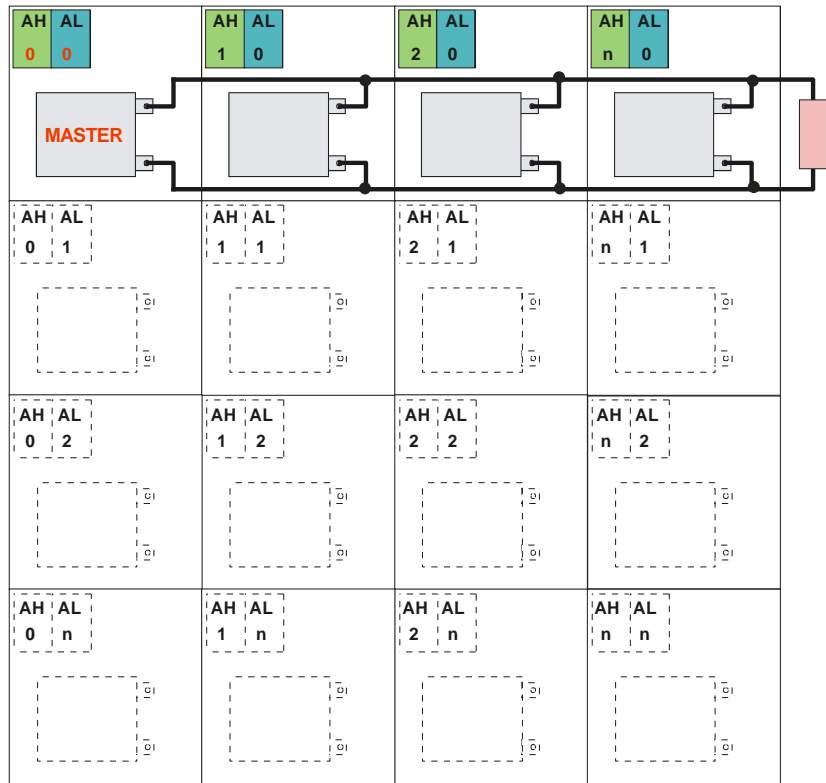 AH AL AH AL AH AL AH AL
0 0 1 0 2 0 n 0
MASTER
AH AL AH AL AH AL AH AL
0 1 1 1 2 1 n 1
AH AL AH AL AH AL AH AL
0 2 1 2 2 2 n 2
AH AL AH AL AH AL AH AL
0 n 1 n 2 n n n